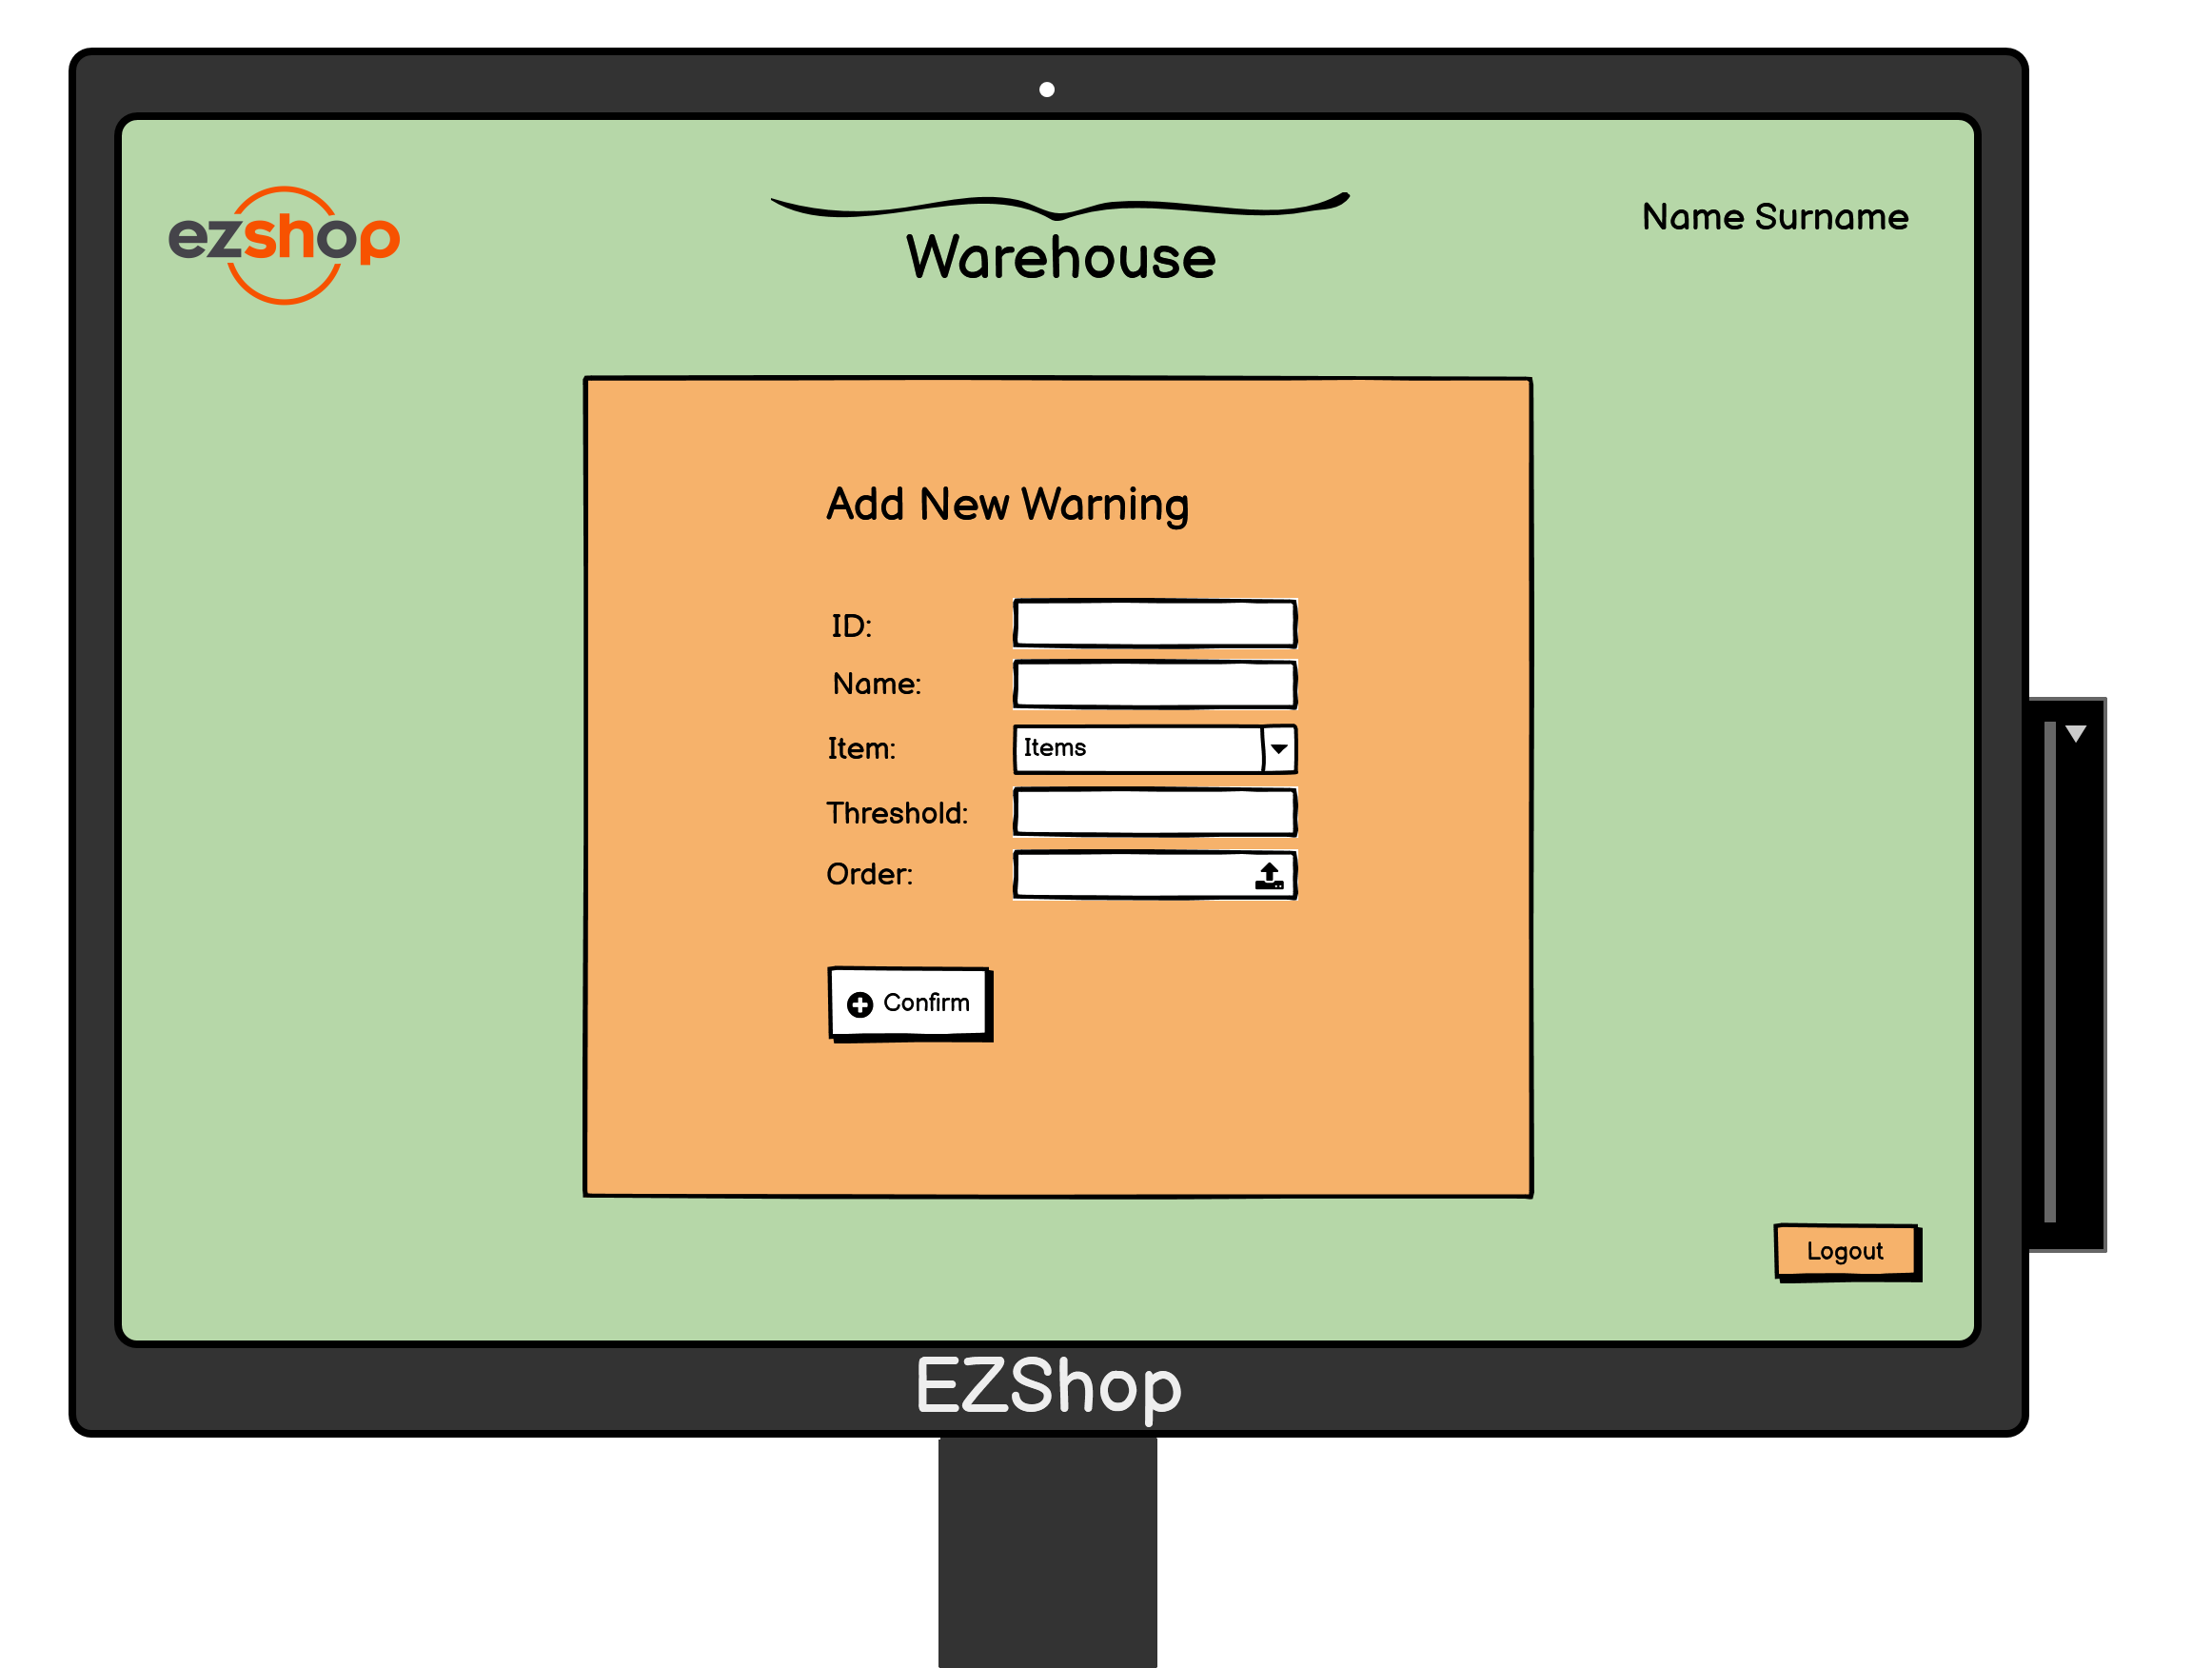 ezshop
Name Surname
Warehouse
Add New Warning
ID:
Name:
Item: Items
Threshold:
Order:
Confirm
Logout
EZShop